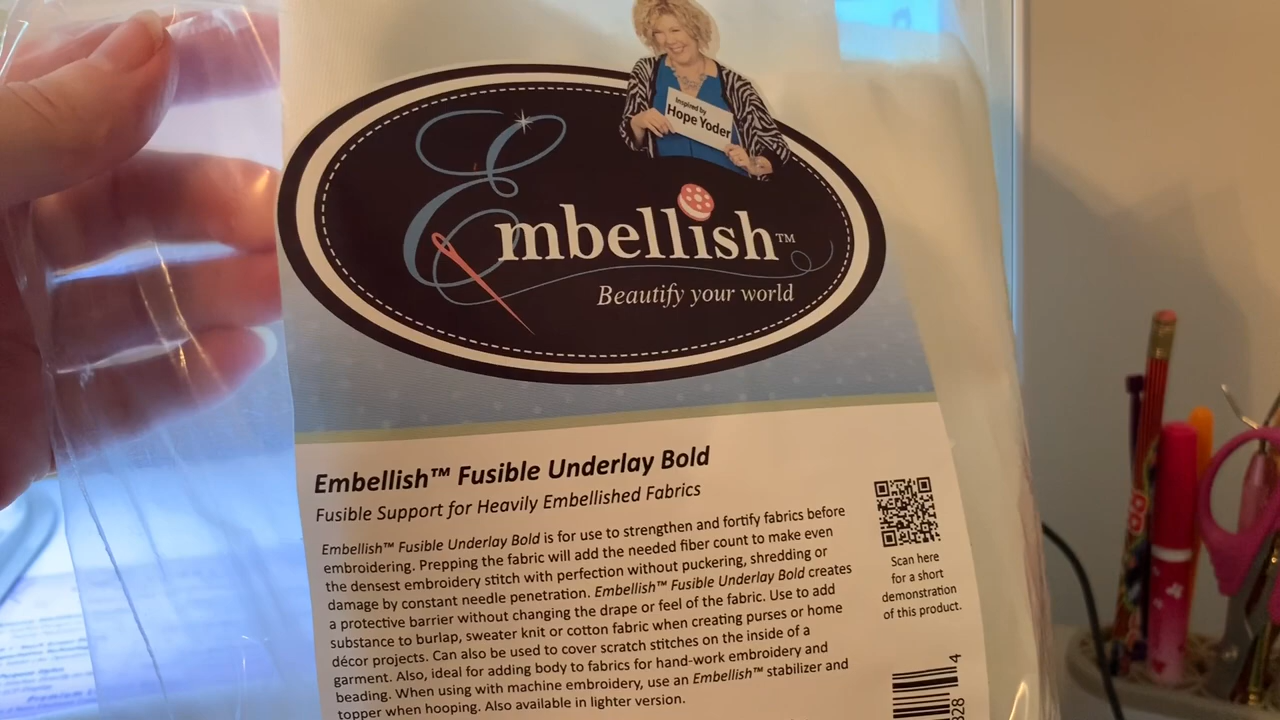 Inspired by
Hope Yoder
Embellish™
Beautify your world
Embellish™ Fusible Underlay Bold
Fusible Support for Heavily Embellished Fabrics
Embellish™ Fusible Underlay Bold is for use to strengthen and fortify fabrics before
embroidering. Prepping the fabric will add the needed fiber count to make even
the densest embroidery stitch with perfection without puckering, shredding or
damage by constant needle penetration. Embellish™ Fusible Underlay Bold creates
a protective barrier without changing the drape or feel of the fabric. Use to add
substance to burlap, sweater knit or cotton fabric when creating purses or home
décor projects. Can also be used to cover scratch stitches on the inside of a
garment. Also, ideal for adding body to fabrics for hand-work embroidery and
beading. When using with machine embroidery, use an Embellish™ stabilizer and
topper when hooping. Also available in lighter version.
Scan here
for a short
demonstration
of this product.
328
4